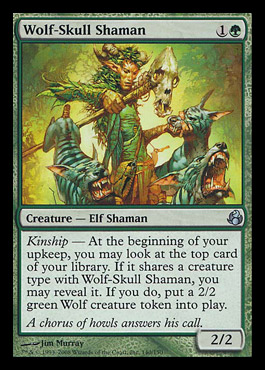 Wolf-Skull Shaman 1
Creature — Elf Shaman
Kinship — At the beginning of your
upkeep, you may look at the top card
of your library. If it shares a creature
type with Wolf-Skull Shaman, you
may reveal it. If you do, put a 2/2
green Wolf creature token into play.
A chorus of howls answers his call.
Jim Murray
2/2